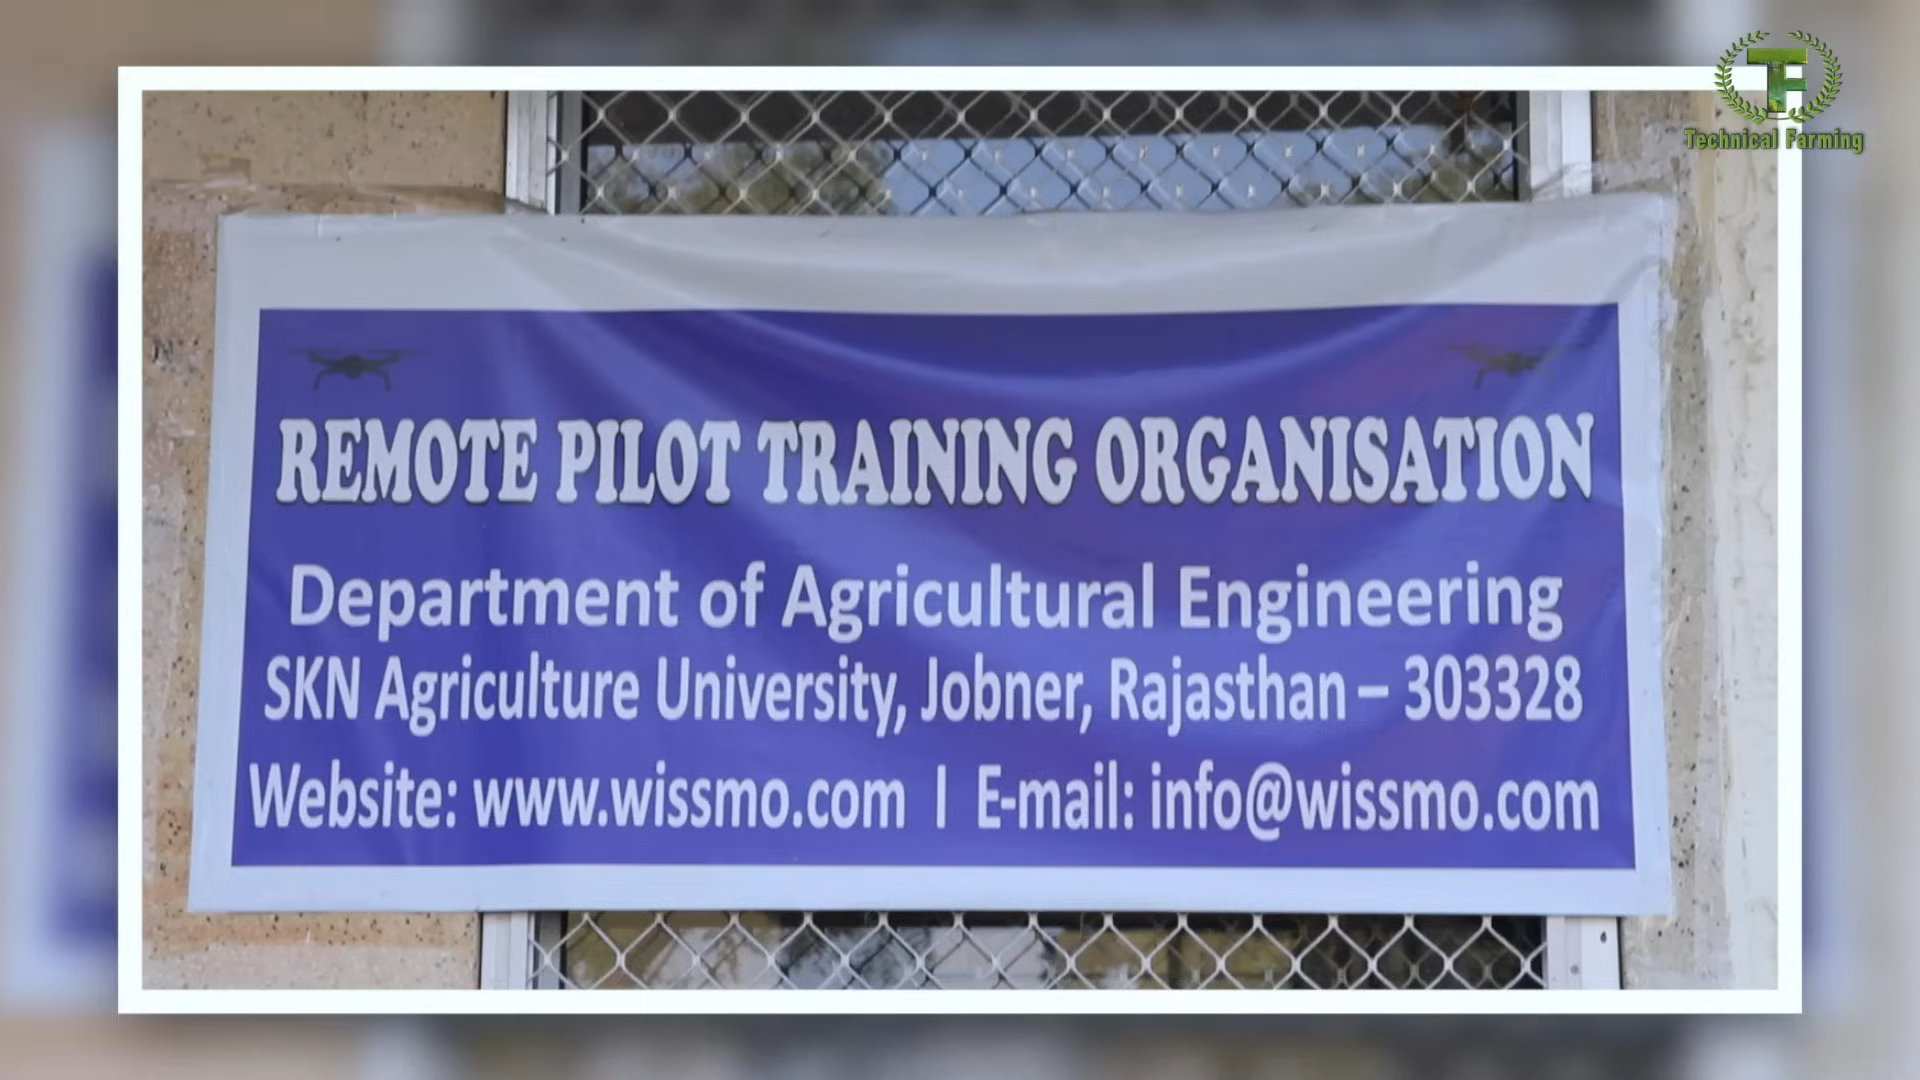 TF
Technical Farming
REMOTE PILOT TRAINING ORGANISATION
Department of Agricultural Engineering
SKN Agriculture University, Jobner, Rajasthan – 303328
Website: www.wissmo.com I E-mail: info@wissmo.com